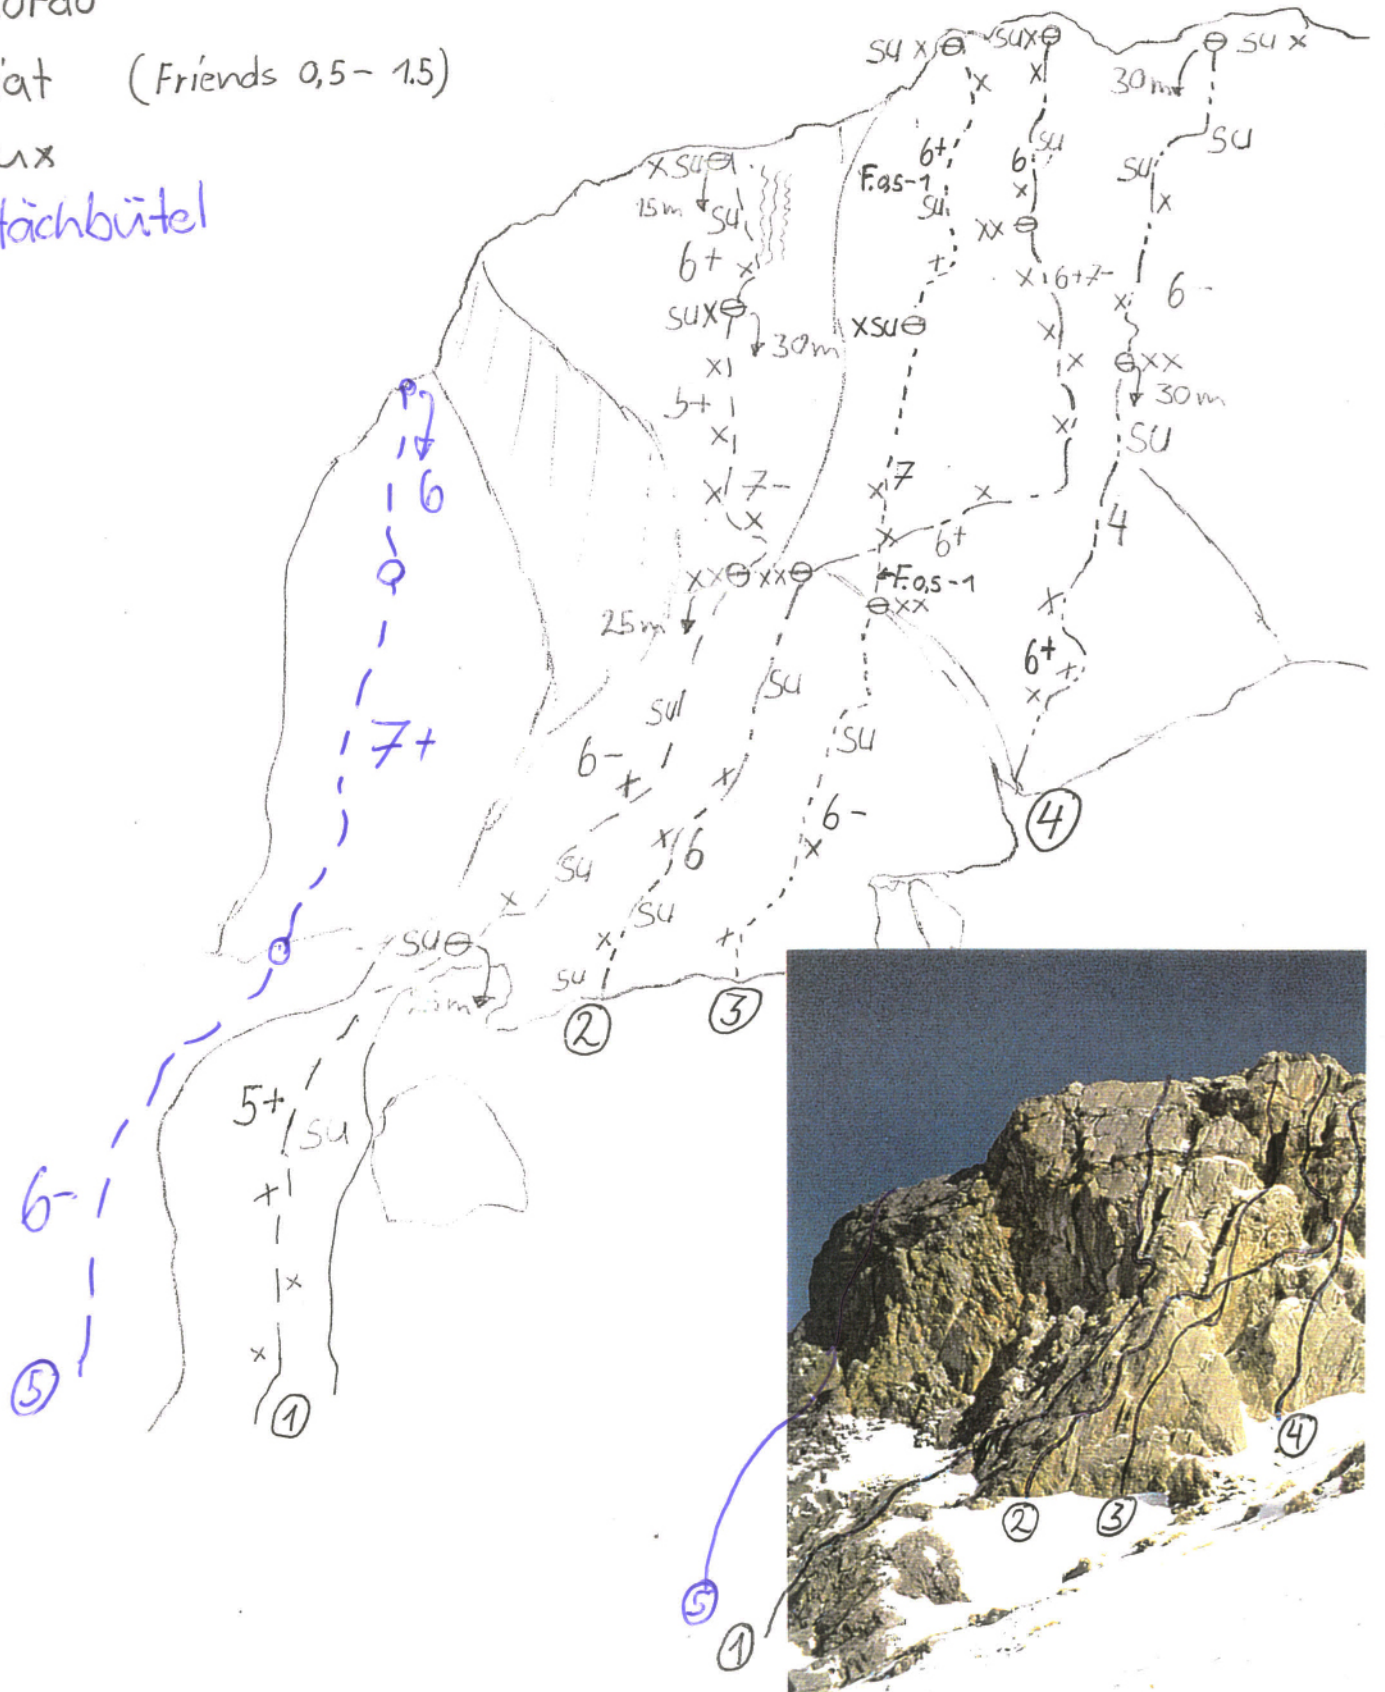 (Friends 0,5- 1.5)
su x su x su x
30m
6+ 6 su su
F.0,5-1 su
x su
15m su su x xx
6+ x + x 6+7- 6-
su x x
30m x su x x xx
x 30m
5+ x x su
6 x 7- x 7 x 4
x x 6+
xx xx F.0,5-1 x
25m xx 6+ x
su su x
7+ 6- x su
x 6- 4
x 6 x
su
x su
su x +
su
2 3
5+
su
6- +
x
x
5 1
4
2 3
5
1